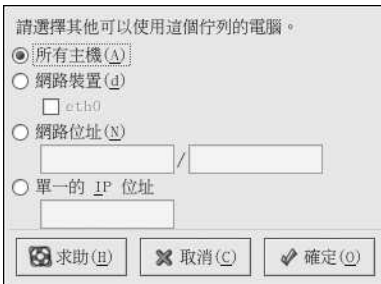 請選擇其他可以使用這個佇列的電腦。
所有主機(A)
網路裝置(d)
eth0
網路位址(N)
/
單一的 IP 位址
求助(H) 取消(C) 確定(O)